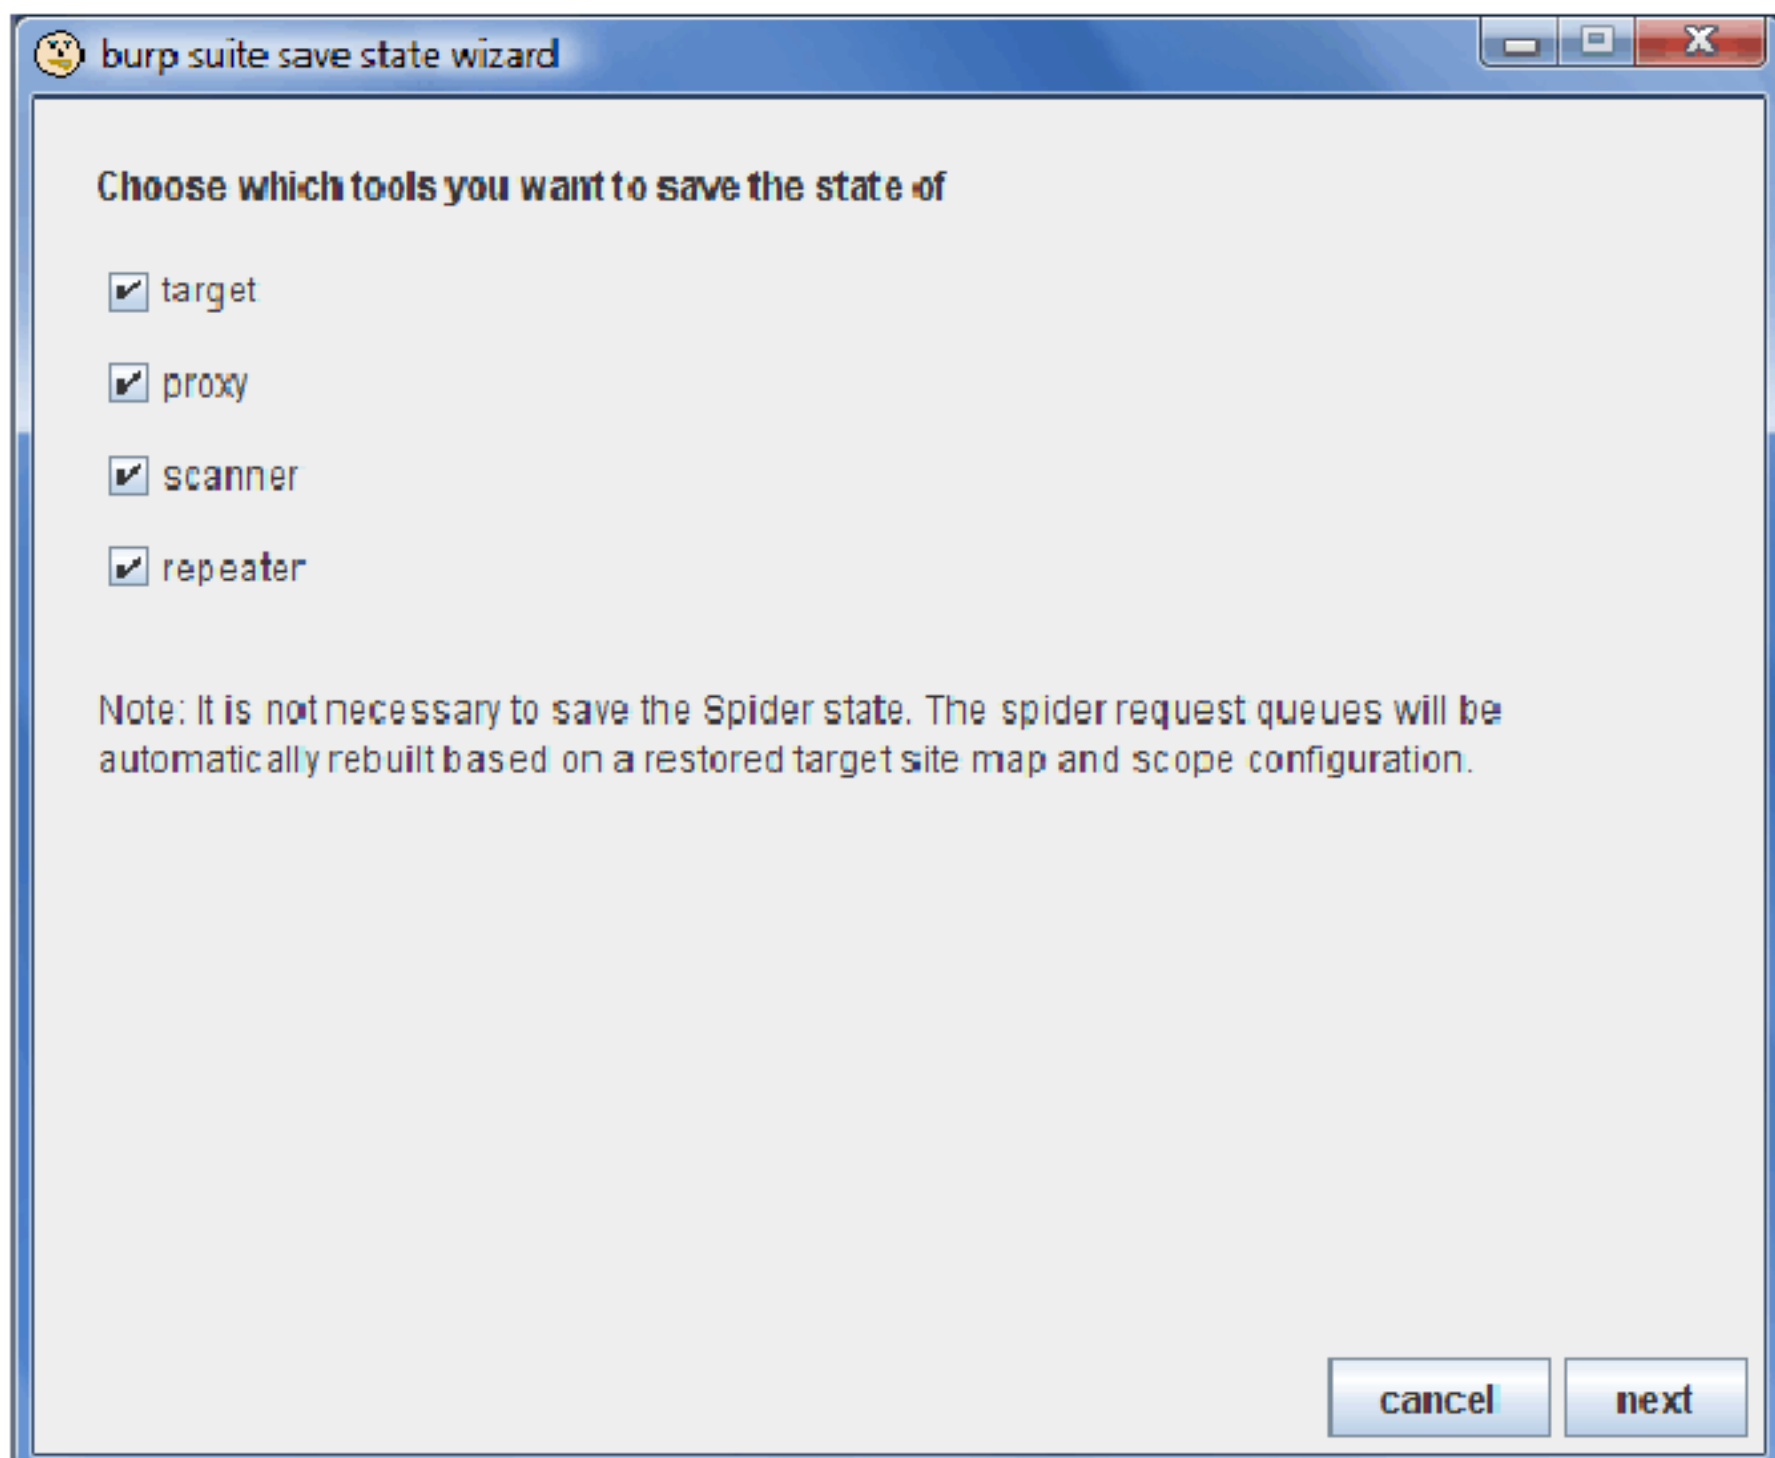 burp suite save state wizard
Choose which tools you want to save the state of
target
proxy
scanner
repeater
Note: It is not necessary to save the Spider state. The spider request queues will be
automatically rebuilt based on a restored target site map and scope configuration.
cancel
next